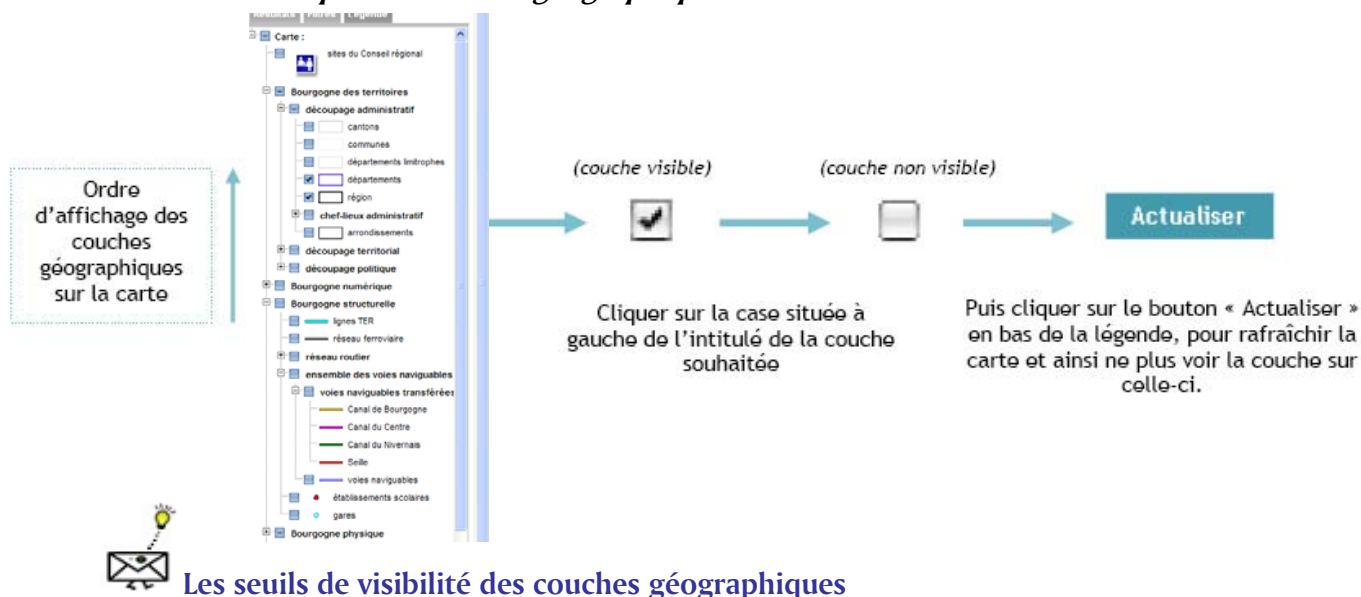 Carte :
sites du Conseil régional
Bourgogne des territoires
découpage administratif
cantons
communes
départements limitrophes
départements
région
chef-lieux administratif
arrondissements
découpage territorial
découpage politique
Bourgogne numérique
Bourgogne structurelle
lignes TER
réseau ferroviaire
réseau routier
ensemble des voies naviguables
voies naviguables transférées
Canal de Bourgogne
Canal du Centre
Canal du Nivernais
Seille
voies naviguables
établissements scolaires
gares
Bourgogne physique
Ordre
d'affichage des
couches
géographiques
sur la carte
(couche visible)
(couche non visible)
Actualiser
Cliquer sur la case située à
gauche de l'intitulé de la couche
souhaitée
Puis cliquer sur le bouton « Actualiser »
en bas de la légende, pour rafraîchir la
carte et ainsi ne plus voir la couche sur
celle-ci.
Les seuils de visibilité des couches géographiques